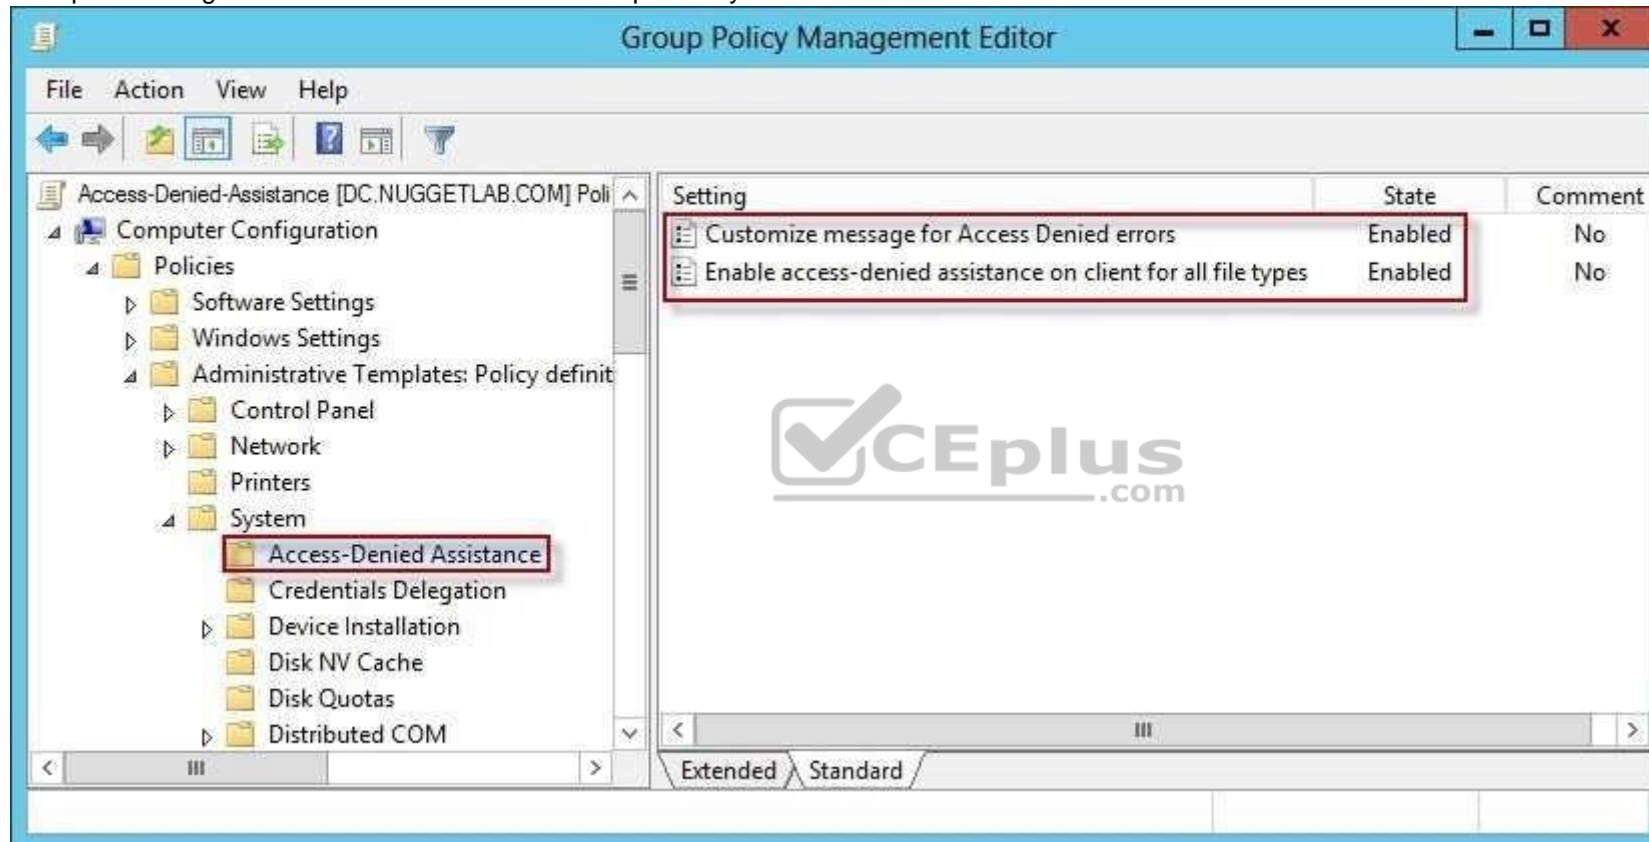 Group Policy Management Editor
File Action View Help
Access-Denied-Assistance [DC.NUGGETLAB.COM] Poli
Computer Configuration
Policies
Software Settings
Windows Settings
Administrative Templates: Policy definit
Control Panel
Network
Printers
System
Access-Denied Assistance
Credentials Delegation
Device Installation
Disk NV Cache
Disk Quotas
Distributed COM
Setting State Comment
Customize message for Access Denied errors Enabled No
Enable access-denied assistance on client for all file types Enabled No
VCEplus
.com
Extended Standard